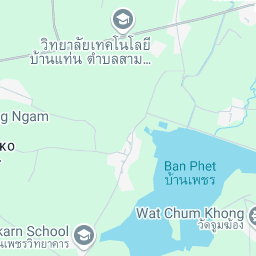 วิทยาลัยเทคโนโลยี
บ้านแท่น ตำบลสาม...
g Ngam
KO
Ban Phet
บ้านเพชร
Wat Chum Khong
วัดจุมฆ้อง
karn School
นเพชรวิทยาคาร